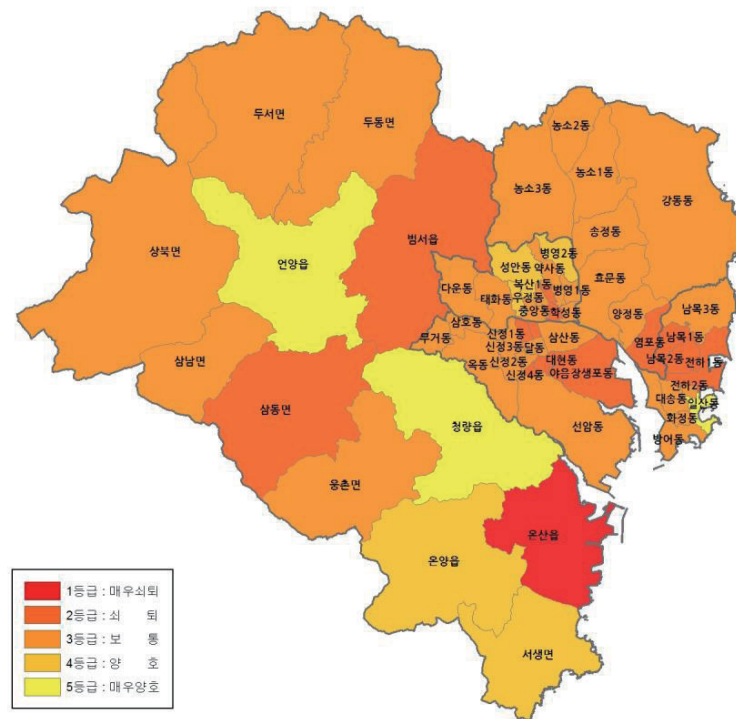 두서면
두동면
농소2동
농소1동
농소3동
강동동
송정동
상북면
언양읍
범서읍
병영2동
성안동
약사동
효문동
복산1동
병영1동
다운동
태화동
우정동
중앙동
학성동
양정동
남목3동
삼호동
무거동
신정1동
삼산동
염포동
남목1동
신정3동
달동
남목2동
전하1동
삼남면
옥동
신정2동
대현동
신정4동
야음장생포동
전하2동
대송동
일산동
삼동면
청량읍
선암동
화정동
방어동
웅촌면
온산읍
온양읍
서생면
1등급 : 매우쇠퇴
2등급 : 쇠 퇴
3등급 : 보 통
4등급 : 양 호
5등급 : 매우양호